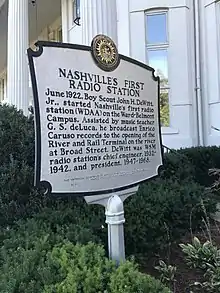 NASHVILLE'S FIRST
RADIO STATION
June 1922, Boy Scout John H. DeWitt,
Jr., started Nashville's first radio
station (WDAA) on the Ward-Belmont
Campus. Assisted by music teacher
G. S. deLuca, he broadcast Enrico
Caruso records to the opening of the
River and Rail Terminal on the river
at Broad Street. DeWitt was WSM
radio station's chief engineer, 1932-
1942, and president, 1947-1968.